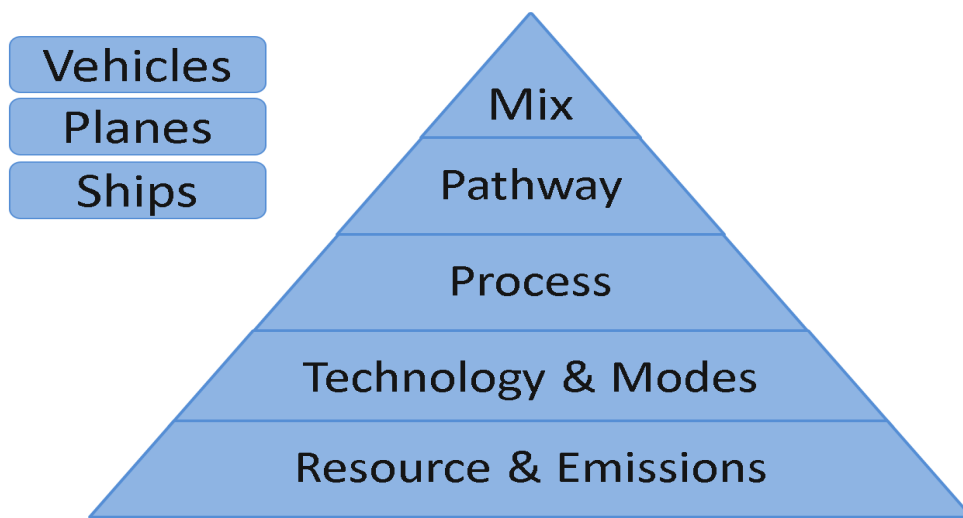 Vehicles
Planes
Ships
Mix
Pathway
Process
Technology & Modes
Resource & Emissions